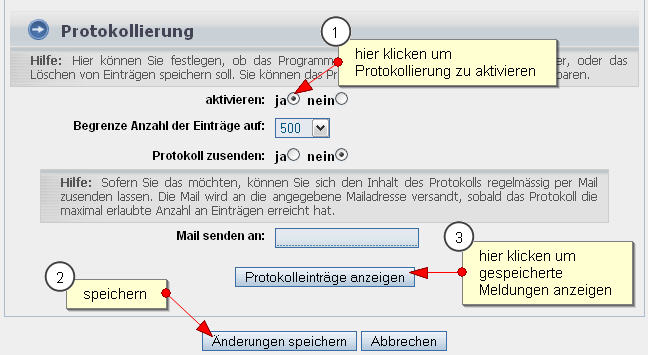 Protokollierung
1
hier klicken um
Protokollierung zu aktivieren
Hilfe: Hier können Sie festlegen, ob das Programm er, oder das
Löschen von Einträgen speichern soll. Sie können das Pro baren.
aktivieren: ja nein
Begrenze Anzahl der Einträge auf: 500
Protokoll zusenden: ja nein
Hilfe: Sofern Sie das möchten, können Sie sich den Inhalt des Protokolls regelmässig per Mail
zusenden lassen. Die Mail wird an die angegebene Mailadresse versandt, sobald das Protokoll die
maximal erlaubte Anzahl an Einträgen erreicht hat.
Mail senden an:
3
hier klicken um
gespeicherte
Meldungen anzeigen
Protokolleinträge anzeigen
2
speichern
Änderungen speichern Abbrechen